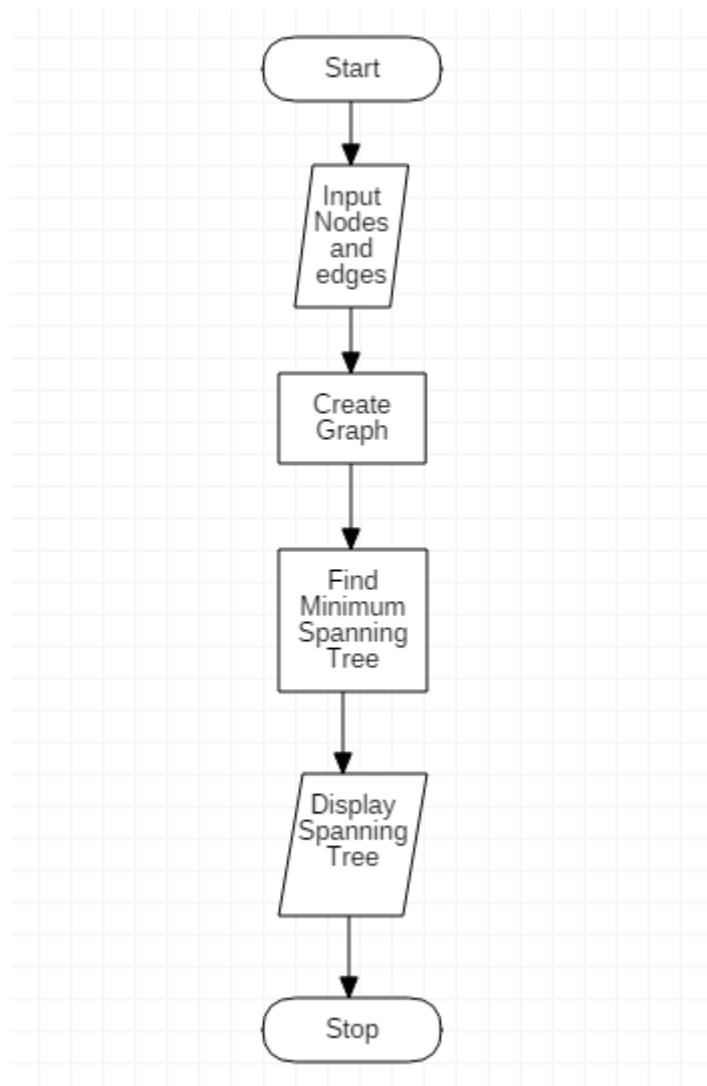 Start
Input
Nodes
and
edges
Create
Graph
Find
Minimum
Spanning
Tree
Display
Spanning
Tree
Stop